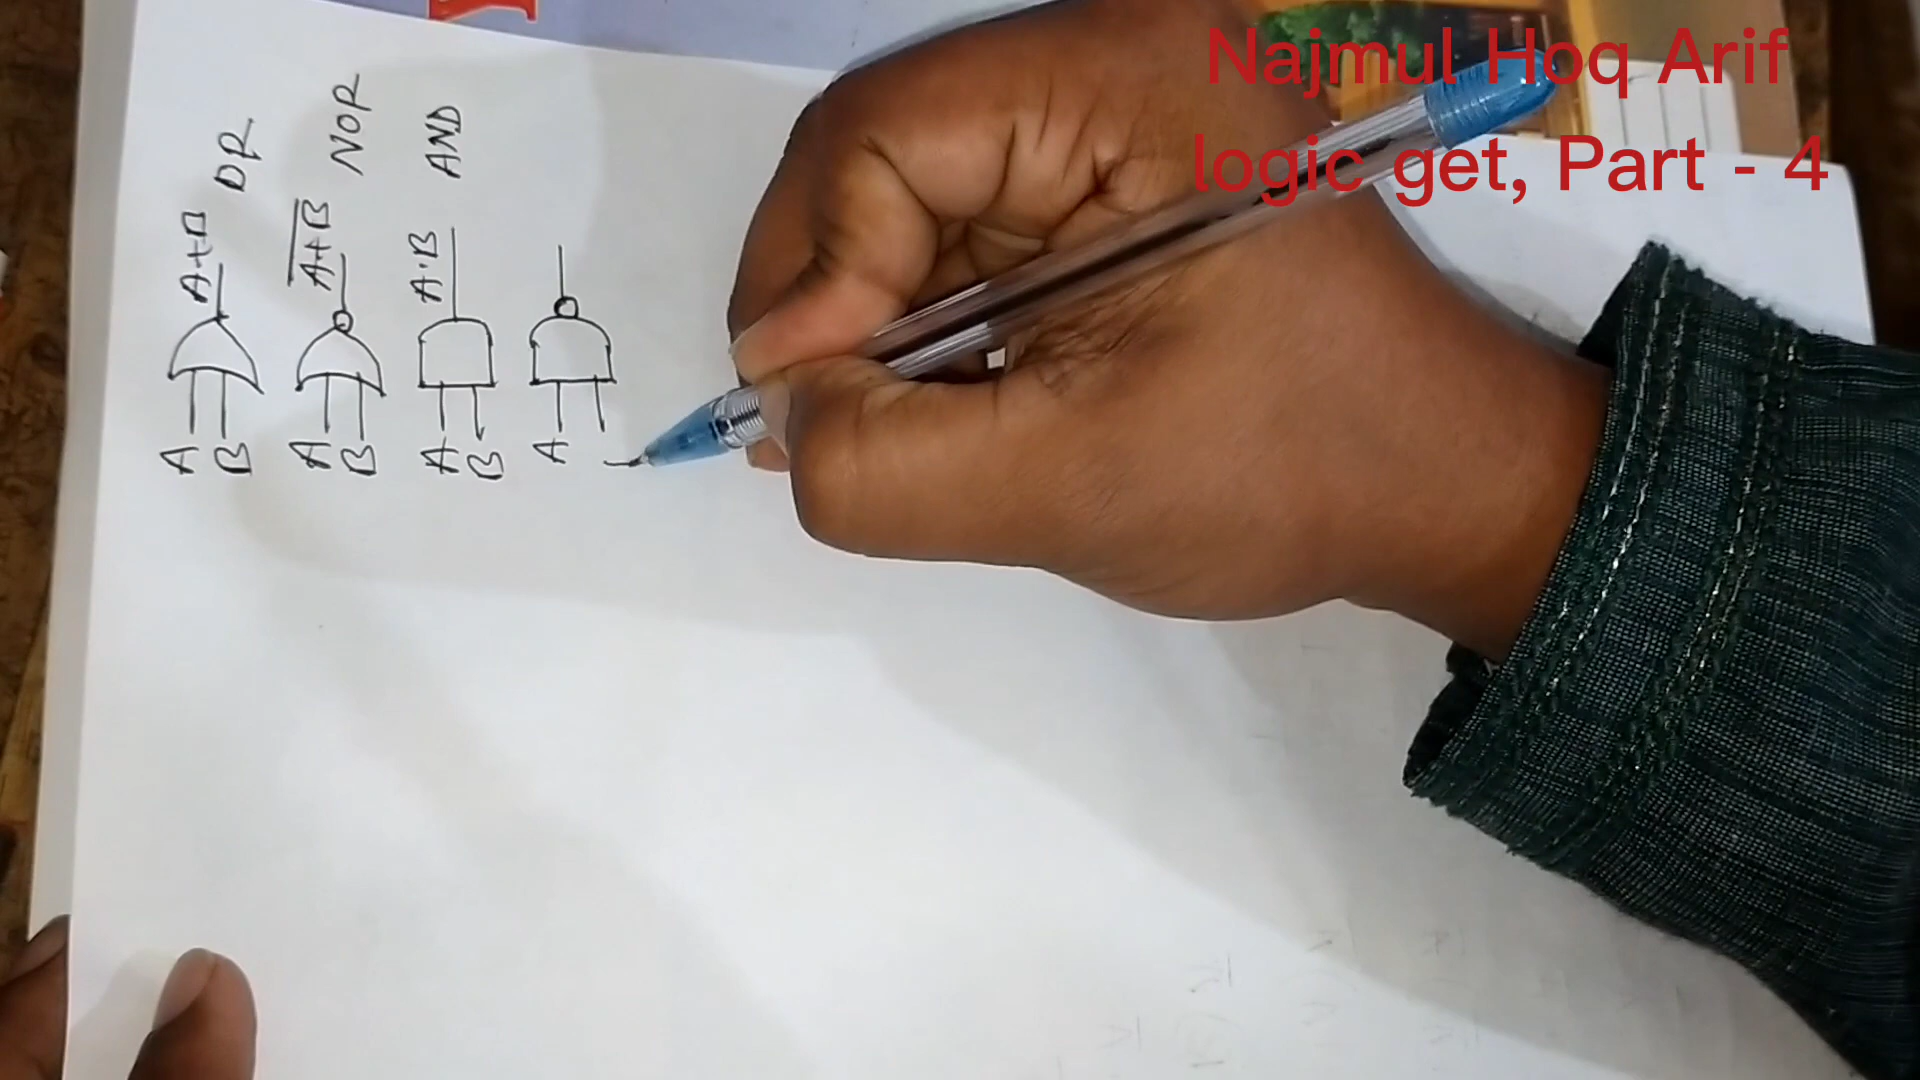 Najmul Hoq Arif
logic get, Part - 4
A
B
A+B
OR
A
B
A+B
NOR
A
B
A·B
AND
A